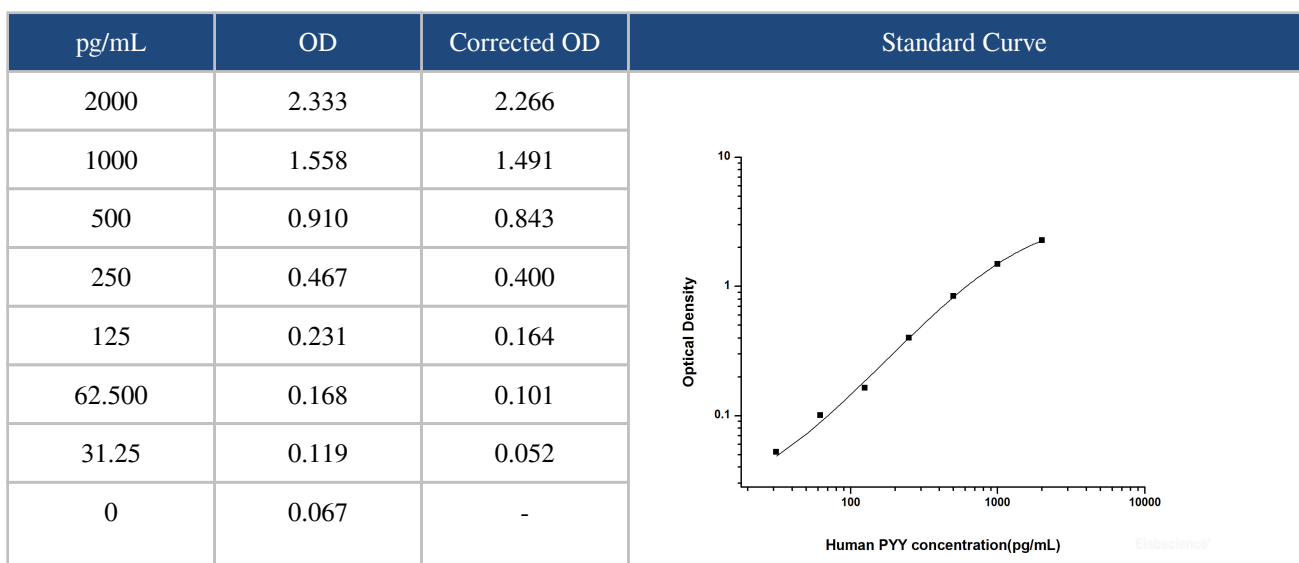 pg/mL OD Corrected OD Standard Curve
2000 2.333 2.266
1000 1.558 1.491
500 0.910 0.843
250 0.467 0.400
125 0.231 0.164
62.500 0.168 0.101
31.25 0.119 0.052
0 0.067 -
10
1
0.1
Optical Density
100 1000 10000
Human PYY concentration(pg/mL)
Elabscience®